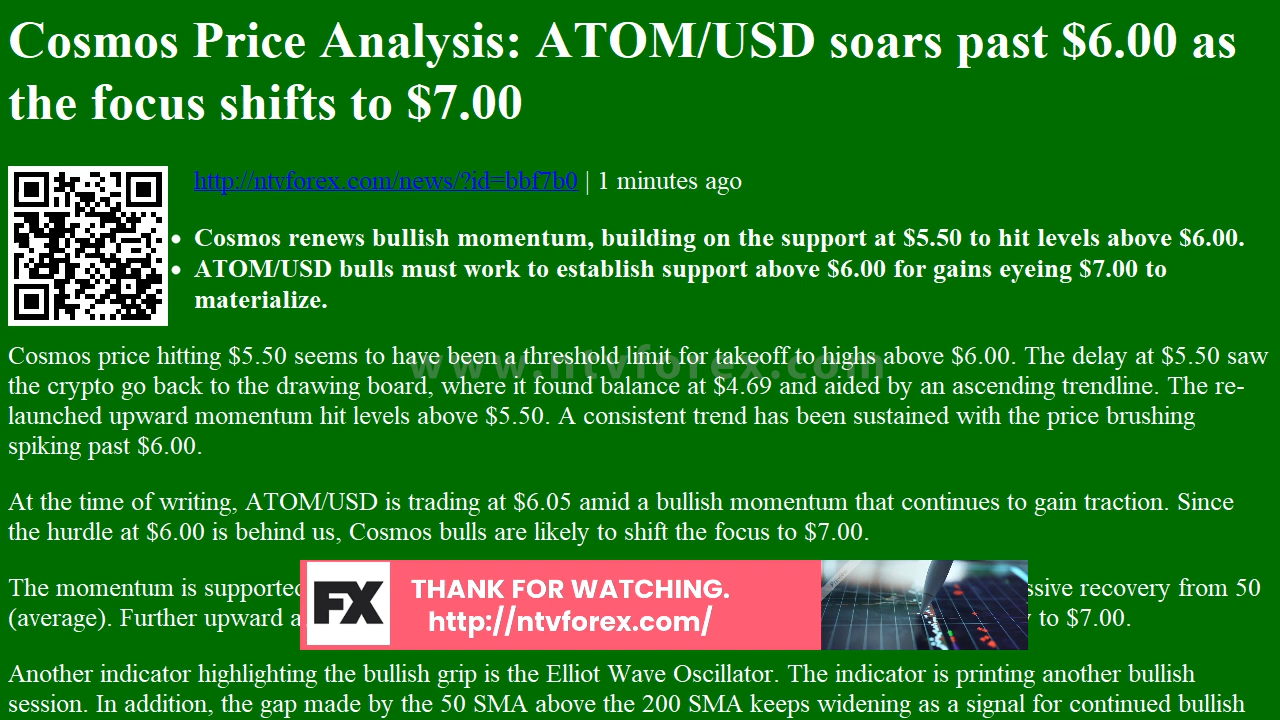 Cosmos Price Analysis: ATOM/USD soars past $6.00 as
the focus shifts to $7.00
http://ntvforex.com/news/?id=bbf7b0 | 1 minutes ago
Cosmos renews bullish momentum, building on the support at $5.50 to hit levels above $6.00.
ATOM/USD bulls must work to establish support above $6.00 for gains eyeing $7.00 to
materialize.
Cosmos price hitting $5.50 seems to have been a threshold limit for takeoff to highs above $6.00. The delay at $5.50 saw
www.ntvforex.com
the crypto go back to the drawing board, where it found balance at $4.69 and aided by an ascending trendline. The re-
launched upward momentum hit levels above $5.50. A consistent trend has been sustained with the price brushing
spiking past $6.00.
At the time of writing, ATOM/USD is trading at $6.05 amid a bullish momentum that continues to gain traction. Since
the hurdle at $6.00 is behind us, Cosmos bulls are likely to shift the focus to $7.00.
The momentum is supported recovery from 50
(average). Further upward to $7.00.
FX THANK FOR WATCHING.
http://ntvforex.com/
Another indicator highlighting the bullish grip is the Elliot Wave Oscillator. The indicator is printing another bullish
session. In addition, the gap made by the 50 SMA above the 200 SMA keeps widening as a signal for continued bullish